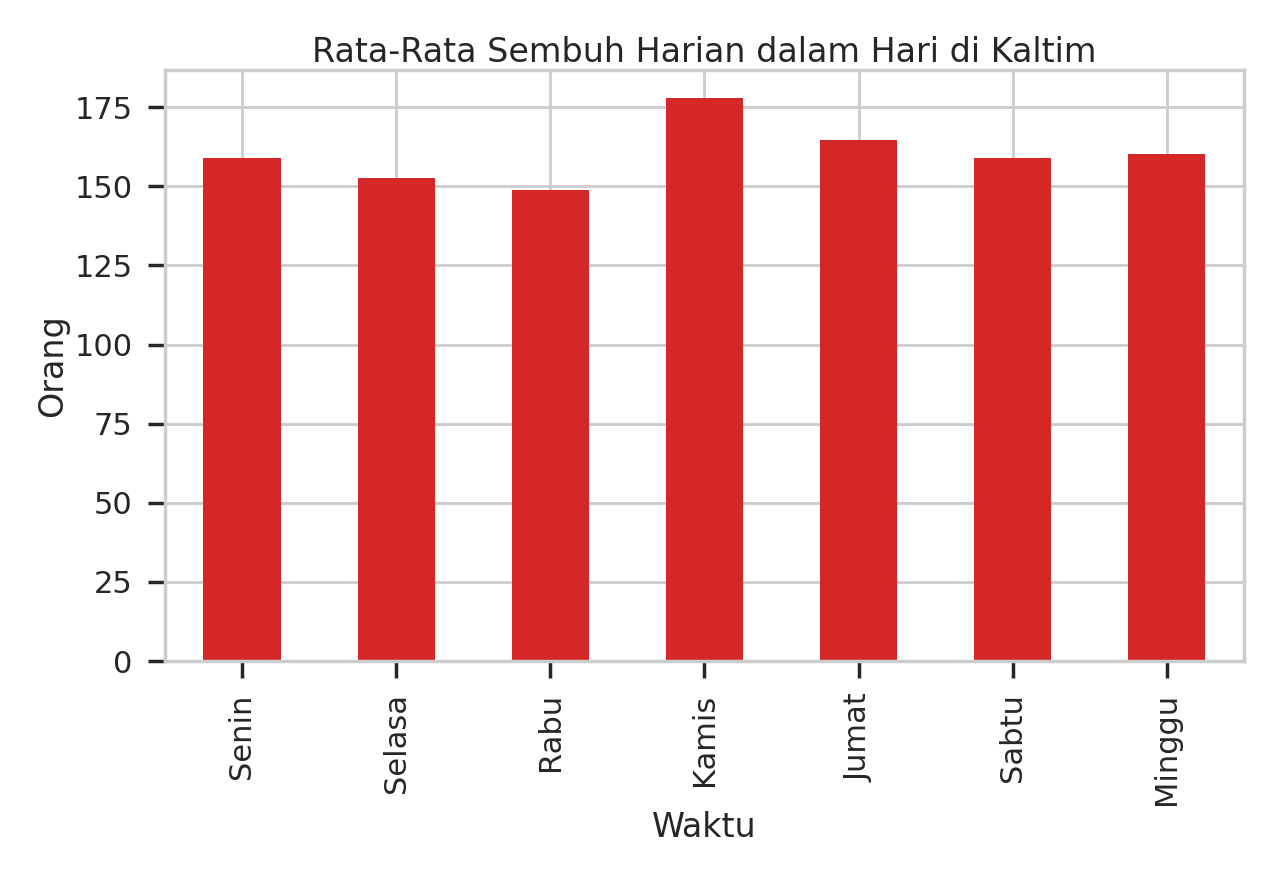 Rata-Rata Sembuh Harian dalam Hari di Kaltim
175
150
125
100
75
50
25
0
Orang
Senin
Selasa
Rabu
Kamis
Jumat
Sabtu
Minggu
Waktu